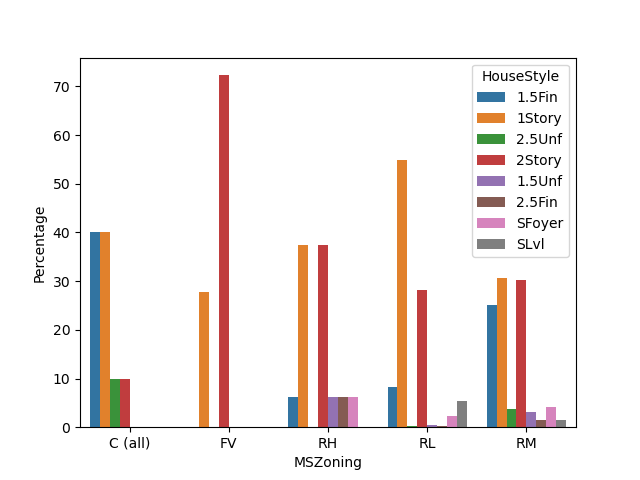 HouseStyle
1.5Fin
1Story
2.5Unf
2Story
1.5Unf
2.5Fin
SFoyer
SLvl
Percentage
70
60
50
40
30
20
10
0
C (all) FV RH RL RM
MSZoning